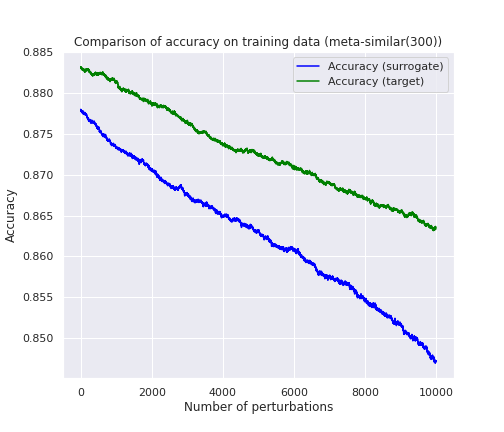 Comparison of accuracy on training data (meta-similar(300))
Accuracy (surrogate)
Accuracy (target)
Accuracy
0.885
0.880
0.875
0.870
0.865
0.860
0.855
0.850
0 2000 4000 6000 8000 10000
Number of perturbations